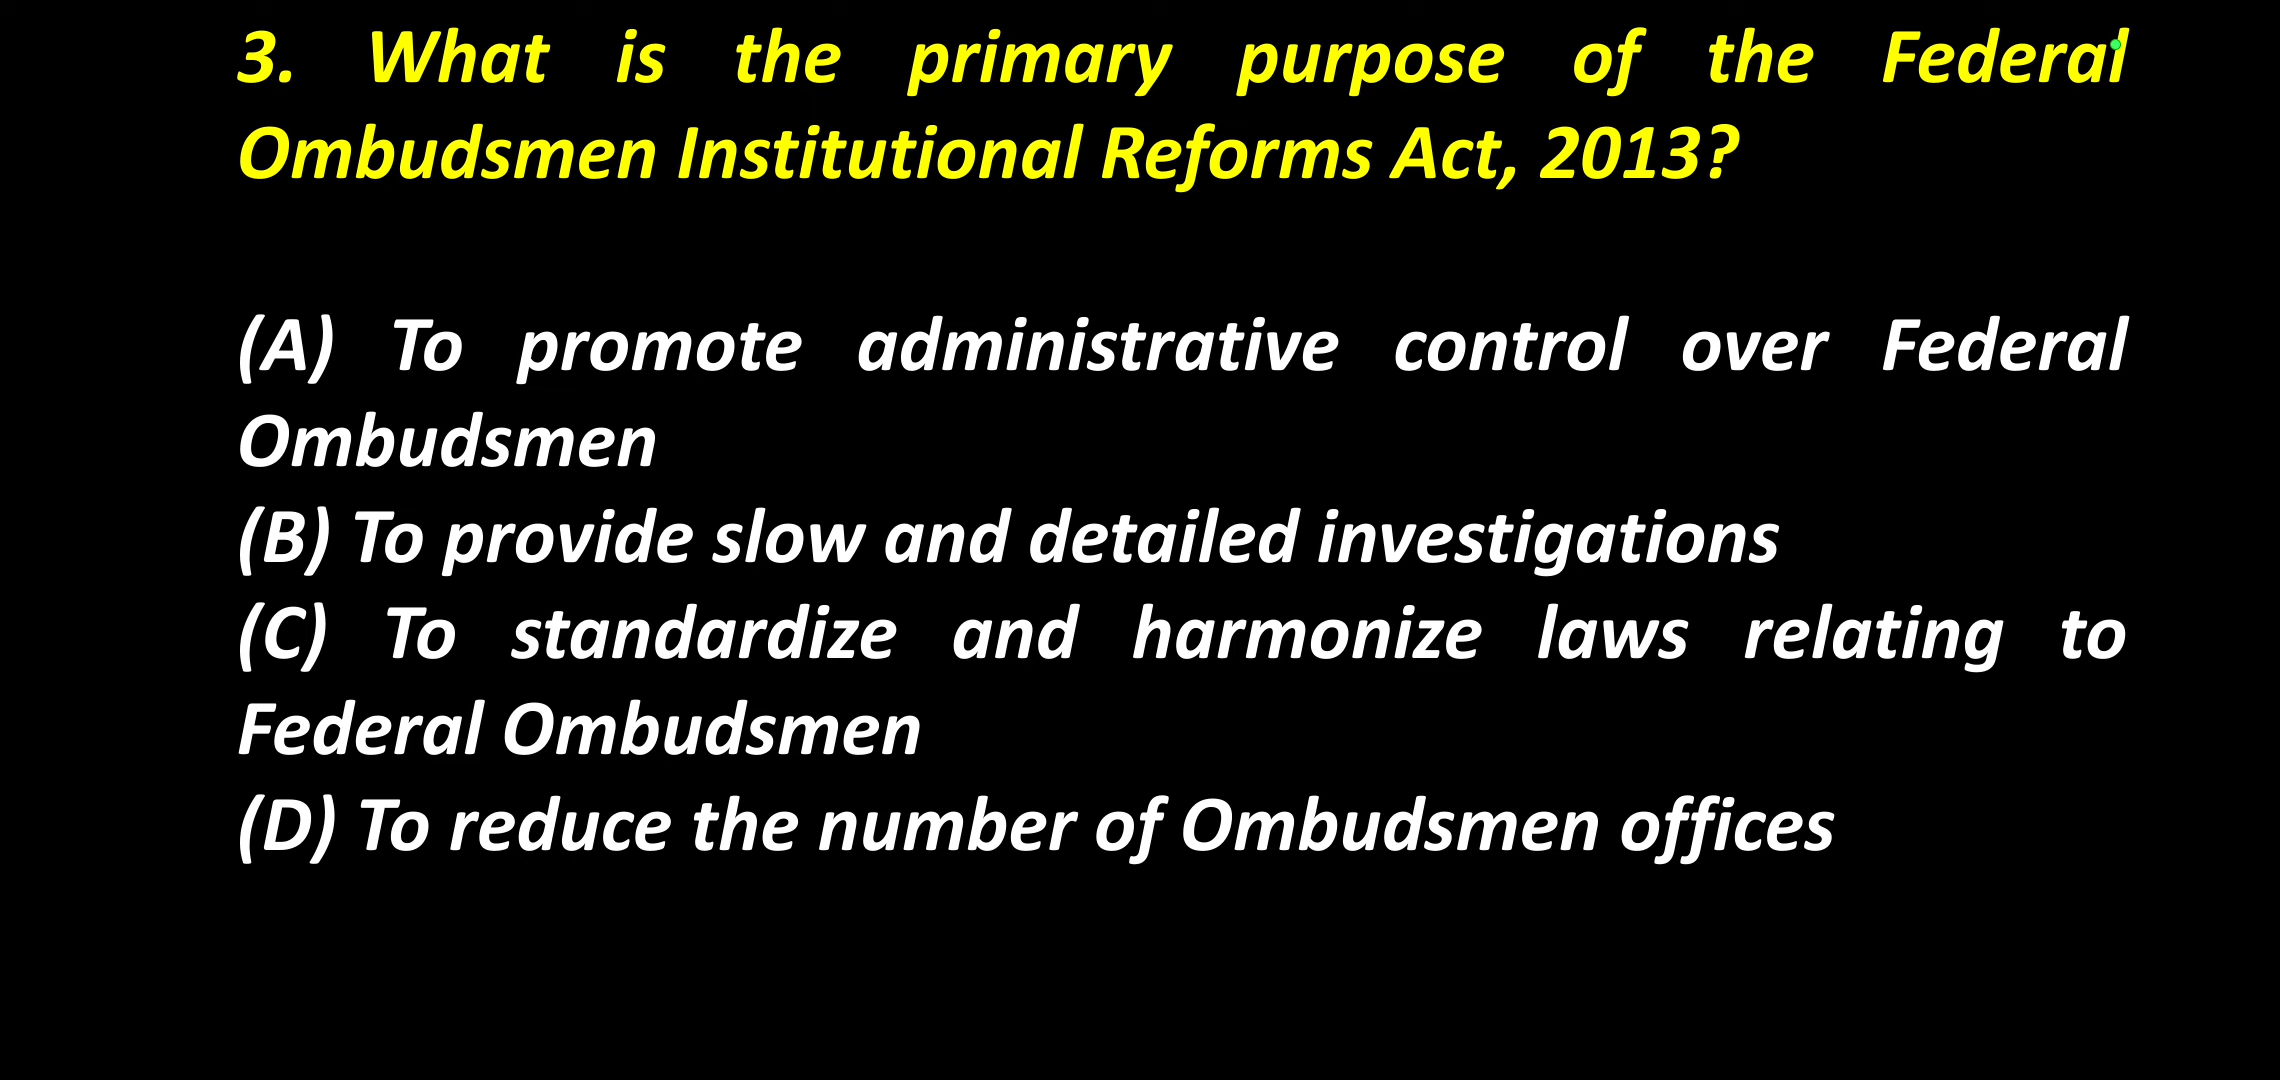 3. What is the primary purpose of the Federal
Ombudsmen Institutional Reforms Act, 2013?
(A) To promote administrative control over Federal
Ombudsmen
(B) To provide slow and detailed investigations
(C) To standardize and harmonize laws relating to
Federal Ombudsmen
(D) To reduce the number of Ombudsmen offices